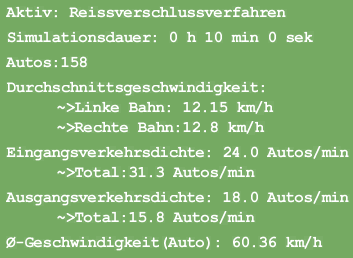 Aktiv: Reissverschlussverfahren
Simulationsdauer: 0 h 10 min 0 sek
Autos:158
Durchschnittsgeschwindigkeit:
~>Linke Bahn: 12.15 km/h
~>Rechte Bahn:12.8 km/h
Eingangsverkehrsdichte: 24.0 Autos/min
~>Total:31.3 Autos/min
Ausgangsverkehrsdichte: 18.0 Autos/min
~>Total:15.8 Autos/min
Ø-Geschwindigkeit(Auto): 60.36 km/h